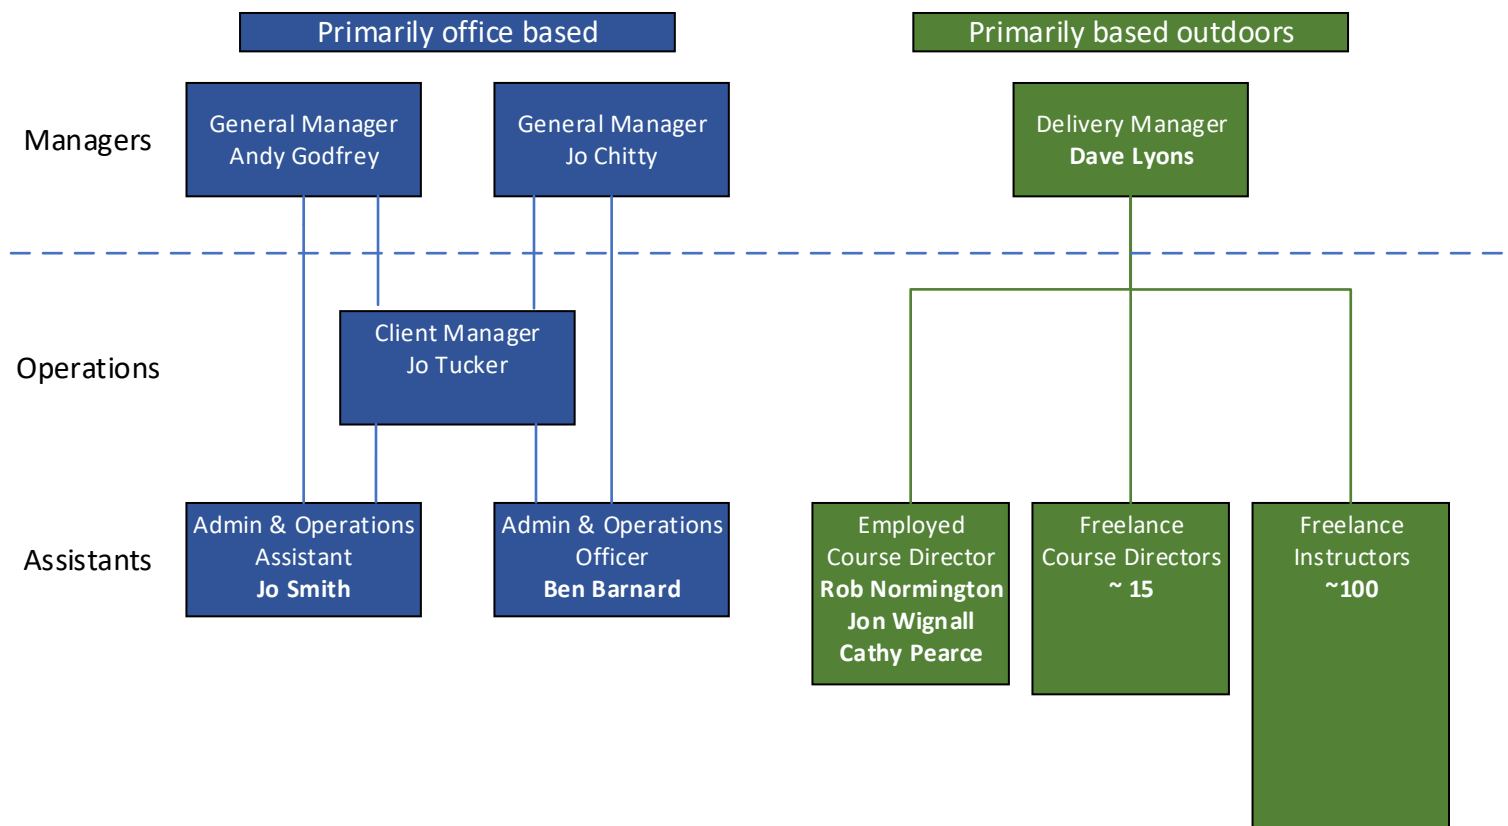 Primarily office based
Primarily based outdoors
Managers
General Manager
Andy Godfrey
General Manager
Jo Chitty
Delivery Manager
Dave Lyons
Operations
Client Manager
Jo Tucker
Assistants
Admin & Operations
Assistant
Jo Smith
Admin & Operations
Officer
Ben Barnard
Employed
Course Director
Rob Normington
Jon Wignall
Cathy Pearce
Freelance
Course Directors
~ 15
Freelance
Instructors
~100